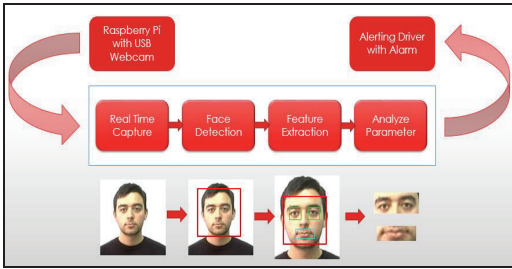 Raspberry Pi
with USB
Webcam
Alerting Driver
with Alarm
Real Time
Capture
Face
Detection
Feature
Extraction
Analyze
Parameter